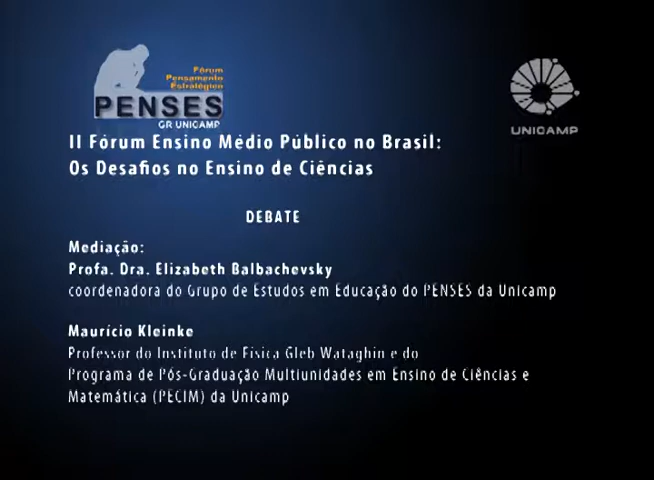 Fórum
Pensamento
Estratégico
PENSES
GR UNICAMP
UNICAMP
II Fórum Ensino Médio Público no Brasil:
Os Desafios no Ensino de Ciências
DEBATE
Mediação:
Profa. Dra. Elizabeth Balbachevsky
coordenadora do Grupo de Estudos em Educação do PENSES da Unicamp
Maurício Kleinke
Professor do Instituto de Física Gleb Wataghin e do
Programa de Pós-Graduação Multiunidades em Ensino de Ciências e
Matemática (PECIM) da Unicamp